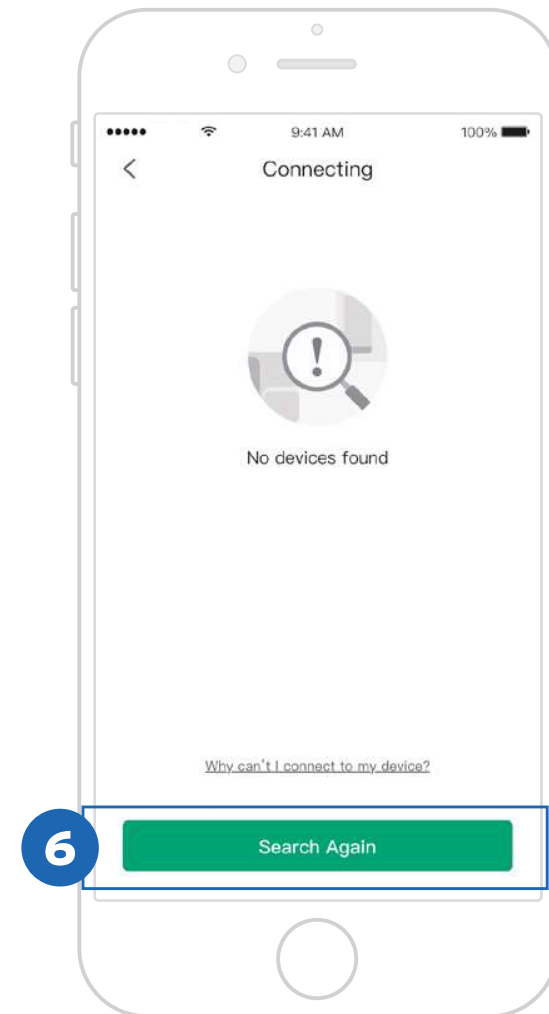 9:41 AM 100%
Connecting
No devices found
Why can't I connect to my device?
6 Search Again